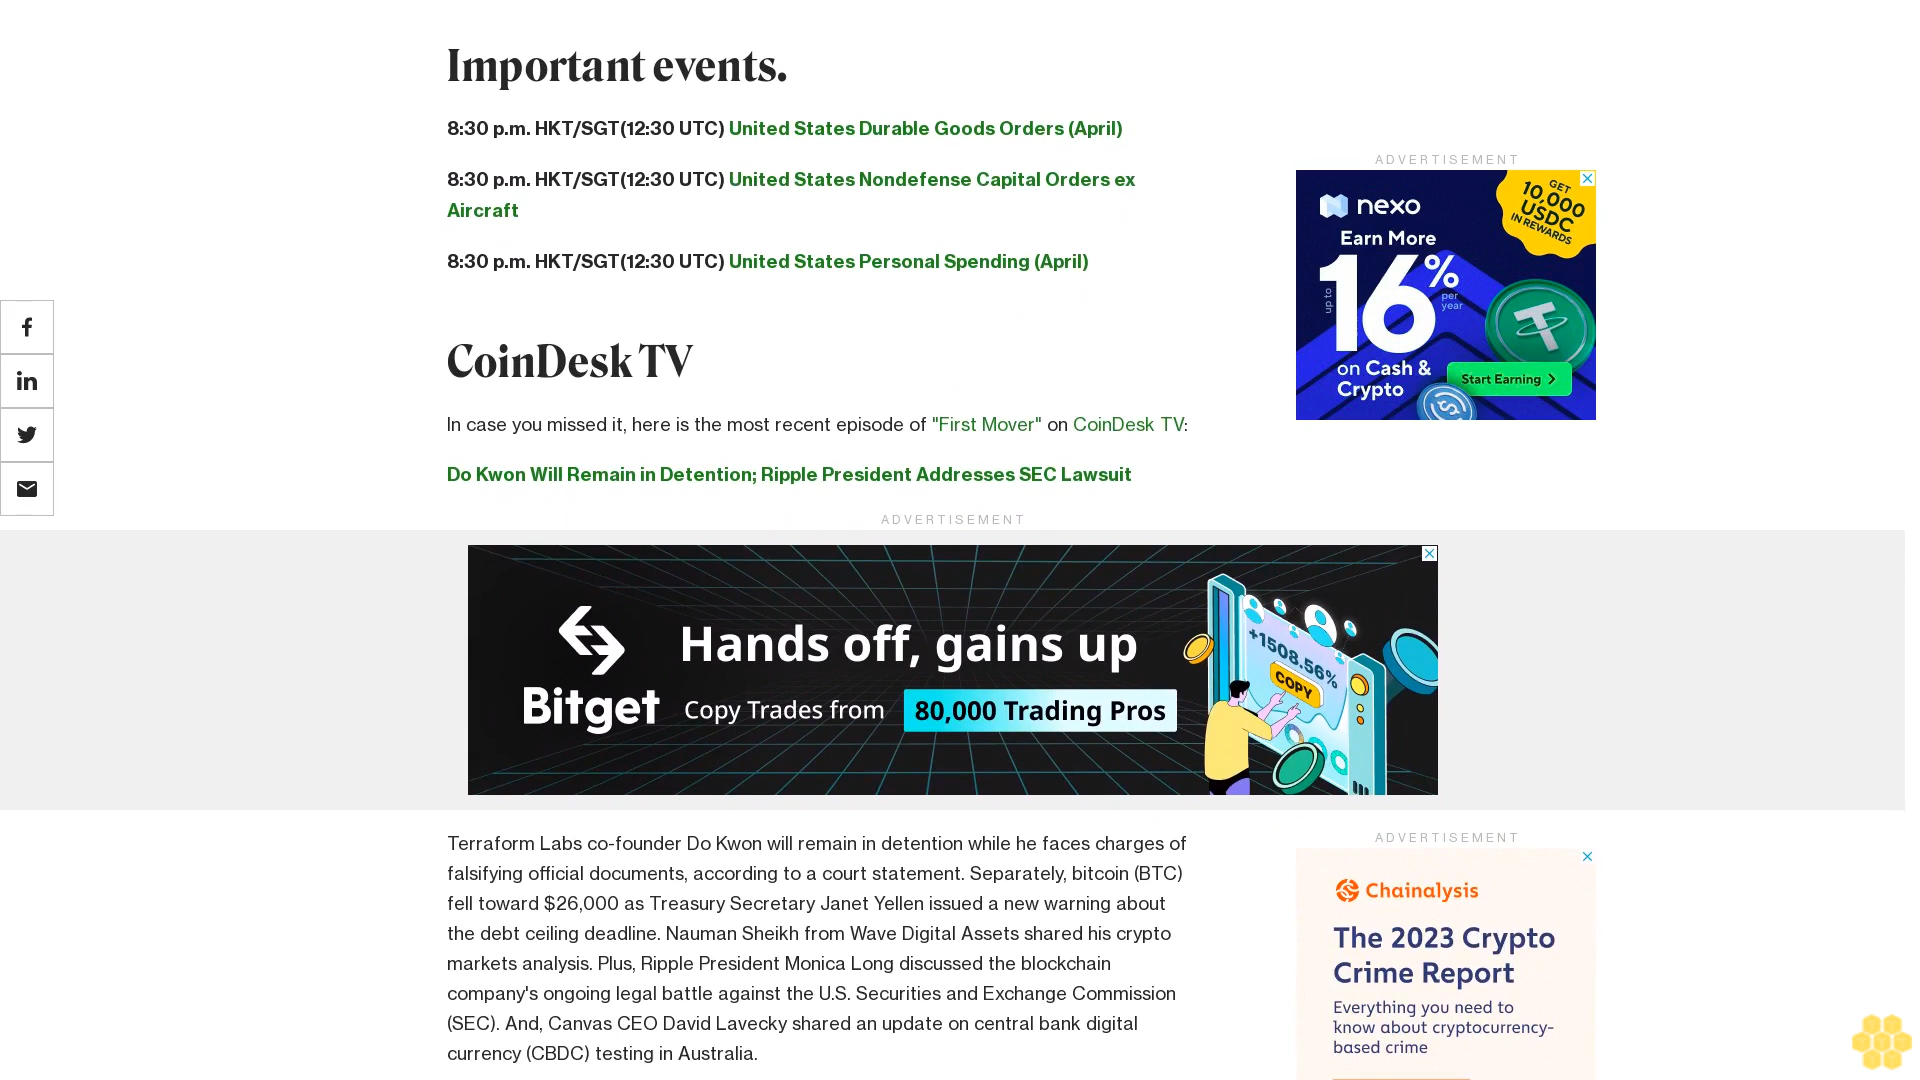 Important events.
8:30 p.m. HKT/SGT(12:30 UTC) United States Durable Goods Orders (April)
8:30 p.m. HKT/SGT(12:30 UTC) United States Nondefense Capital Orders ex
Aircraft
8:30 p.m. HKT/SGT(12:30 UTC) United States Personal Spending (April)
ADVERTISEMENT
nexo
GET
10,000
USDC
IN REWARDS
Earn More
up to
16%
per
year
on Cash &
Crypto
Start Earning
CoinDesk TV
In case you missed it, here is the most recent episode of "First Mover" on CoinDesk TV:
Do Kwon Will Remain in Detention; Ripple President Addresses SEC Lawsuit
ADVERTISEMENT
Bitget
Hands off, gains up
Copy Trades from 80,000 Trading Pros
+1508.56%
COPY
Terraform Labs co-founder Do Kwon will remain in detention while he faces charges of
falsifying official documents, according to a court statement. Separately, bitcoin (BTC)
fell toward $26,000 as Treasury Secretary Janet Yellen issued a new warning about
the debt ceiling deadline. Nauman Sheikh from Wave Digital Assets shared his crypto
markets analysis. Plus, Ripple President Monica Long discussed the blockchain
company's ongoing legal battle against the U.S. Securities and Exchange Commission
(SEC). And, Canvas CEO David Lavecky shared an update on central bank digital
currency (CBDC) testing in Australia.
ADVERTISEMENT
Chainalysis
The 2023 Crypto
Crime Report
Everything you need to
know about cryptocurrency-
based crime